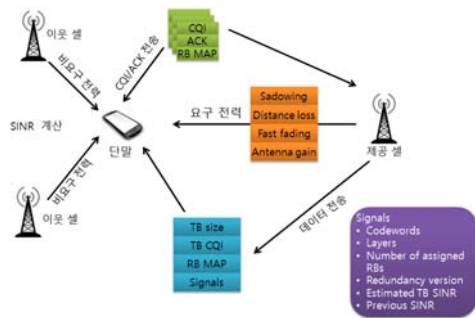 이웃 셀
비요구 전력
CQI/ACK 전송
CQI
ACK
RB MAP
SINR 계산
단말
요구 전력
Sadowing
Distance loss
Fast fading
Antenna gain
제공 셀
비요구전력
이웃 셀
TB size
TB CQI
RB MAP
Signals
데이터 전송
Signals
• Codewords
• Layers
• Number of assigned
RBs
• Redundancy version
• Estimated TB SINR
• Previous SINR